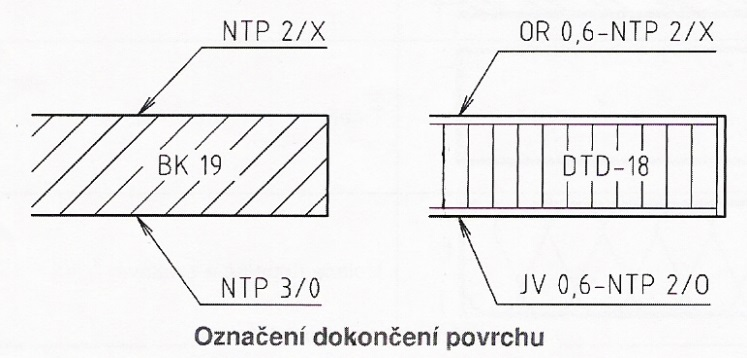 NTP 2/X
OR 0,6-NTP 2/X
BK 19
DTD-18
NTP 3/0
JV 0,6-NTP 2/0
Označení dokončení povrchu